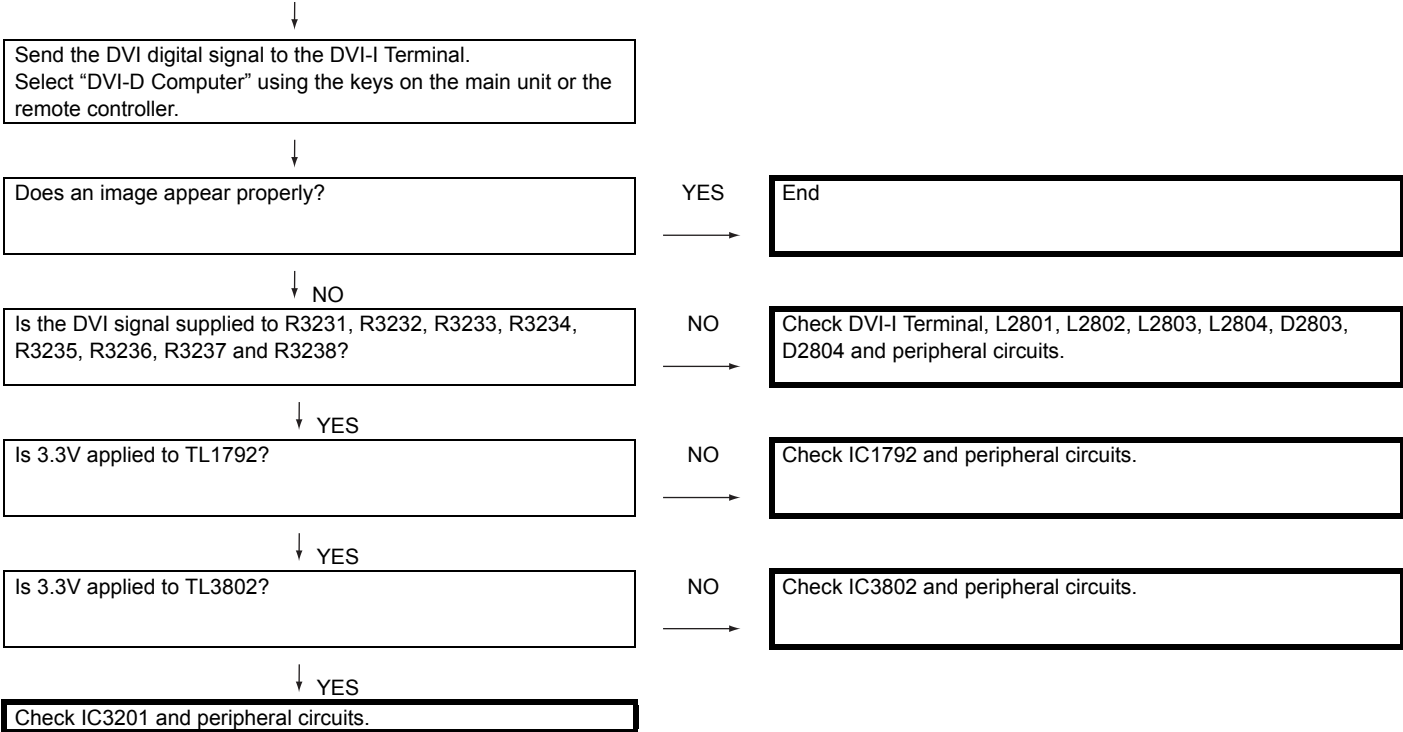 Send the DVI digital signal to the DVI-I Terminal.
Select “DVI-D Computer” using the keys on the main unit or the
remote controller.
Does an image appear properly?
YES
End
NO
Is the DVI signal supplied to R3231, R3232, R3233, R3234,
R3235, R3236, R3237 and R3238?
NO
Check DVI-I Terminal, L2801, L2802, L2803, L2804, D2803,
D2804 and peripheral circuits.
YES
Is 3.3V applied to TL1792?
NO
Check IC1792 and peripheral circuits.
YES
Is 3.3V applied to TL3802?
NO
Check IC3802 and peripheral circuits.
YES
Check IC3201 and peripheral circuits.